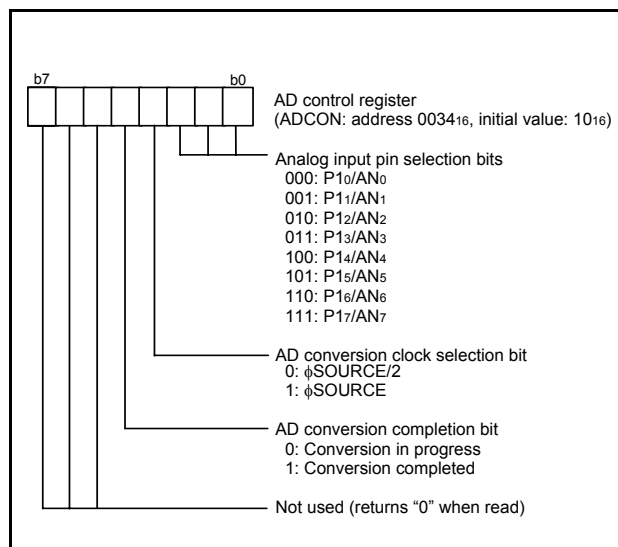 b7 b0
AD control register
(ADCON: address 003416, initial value: 1016)
Analog input pin selection bits
000: P10/AN0
001: P11/AN1
010: P12/AN2
011: P13/AN3
100: P14/AN4
101: P15/AN5
110: P16/AN6
111: P17/AN7
AD conversion clock selection bit
0: ϕSOURCE/2
1: ϕSOURCE
AD conversion completion bit
0: Conversion in progress
1: Conversion completed
Not used (returns “0” when read)